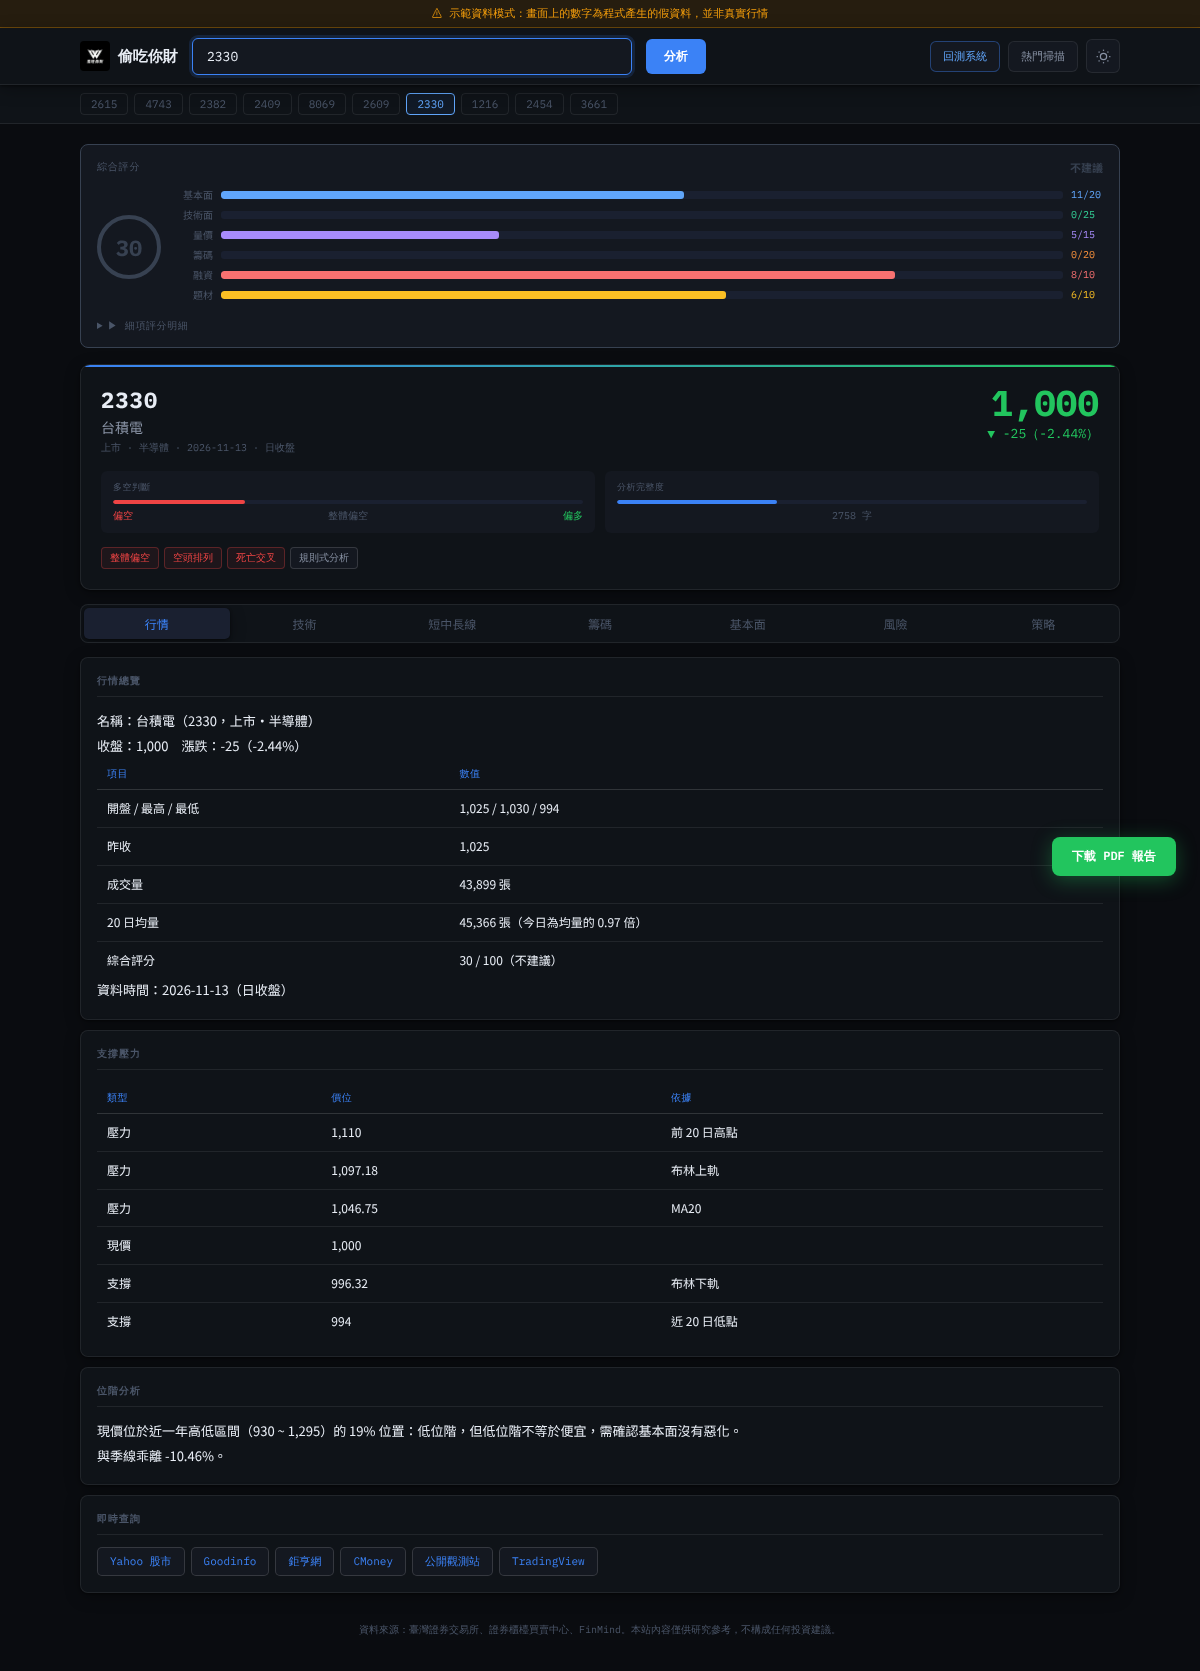 ⚠ 示範資料模式：畫面上的數字為程式產生的假資料，並非真實行情
偷吃你財
2330
分析
回測系統
熱門掃描
2615 4743 2382 2409 8069 2609 2330 1216 2454 3661
綜合評分
不建議
30
基本面 11/20
技術面 0/25
量價 5/15
籌碼 0/20
融資 8/10
題材 6/10
▶ ▶ 細項評分明細
2330
1,000
台積電
▼ -25 (-2.44%)
上市 · 半導體 · 2026-11-13 · 日收盤
多空判斷
偏空 整體偏空 偏多
分析完整度
2758 字
整體偏空 空頭排列 死亡交叉 規則式分析
行情 技術 短中長線 籌碼 基本面 風險 策略
行情總覽
名稱：台積電（2330，上市・半導體）
收盤：1,000　漲跌：-25（-2.44%）
項目 數值
開盤 / 最高 / 最低 1,025 / 1,030 / 994
昨收 1,025
成交量 43,899 張
20 日均量 45,366 張（今日為均量的 0.97 倍）
綜合評分 30 / 100（不建議）
資料時間：2026-11-13（日收盤）
下載 PDF 報告
支撐壓力
類型 價位 依據
壓力 1,110 前 20 日高點
壓力 1,097.18 布林上軌
壓力 1,046.75 MA20
現價 1,000
支撐 996.32 布林下軌
支撐 994 近 20 日低點
位階分析
現價位於近一年高低區間（930 ~ 1,295）的 19% 位置：低位階，但低位階不等於便宜，需確認基本面沒有惡化。
與季線乖離 -10.46%。
即時查詢
Yahoo 股市 Goodinfo 鉅亨網 CMoney 公開觀測站 TradingView
資料來源：臺灣證券交易所、證券櫃檯買賣中心、FinMind。本站內容僅供研究參考，不構成任何投資建議。